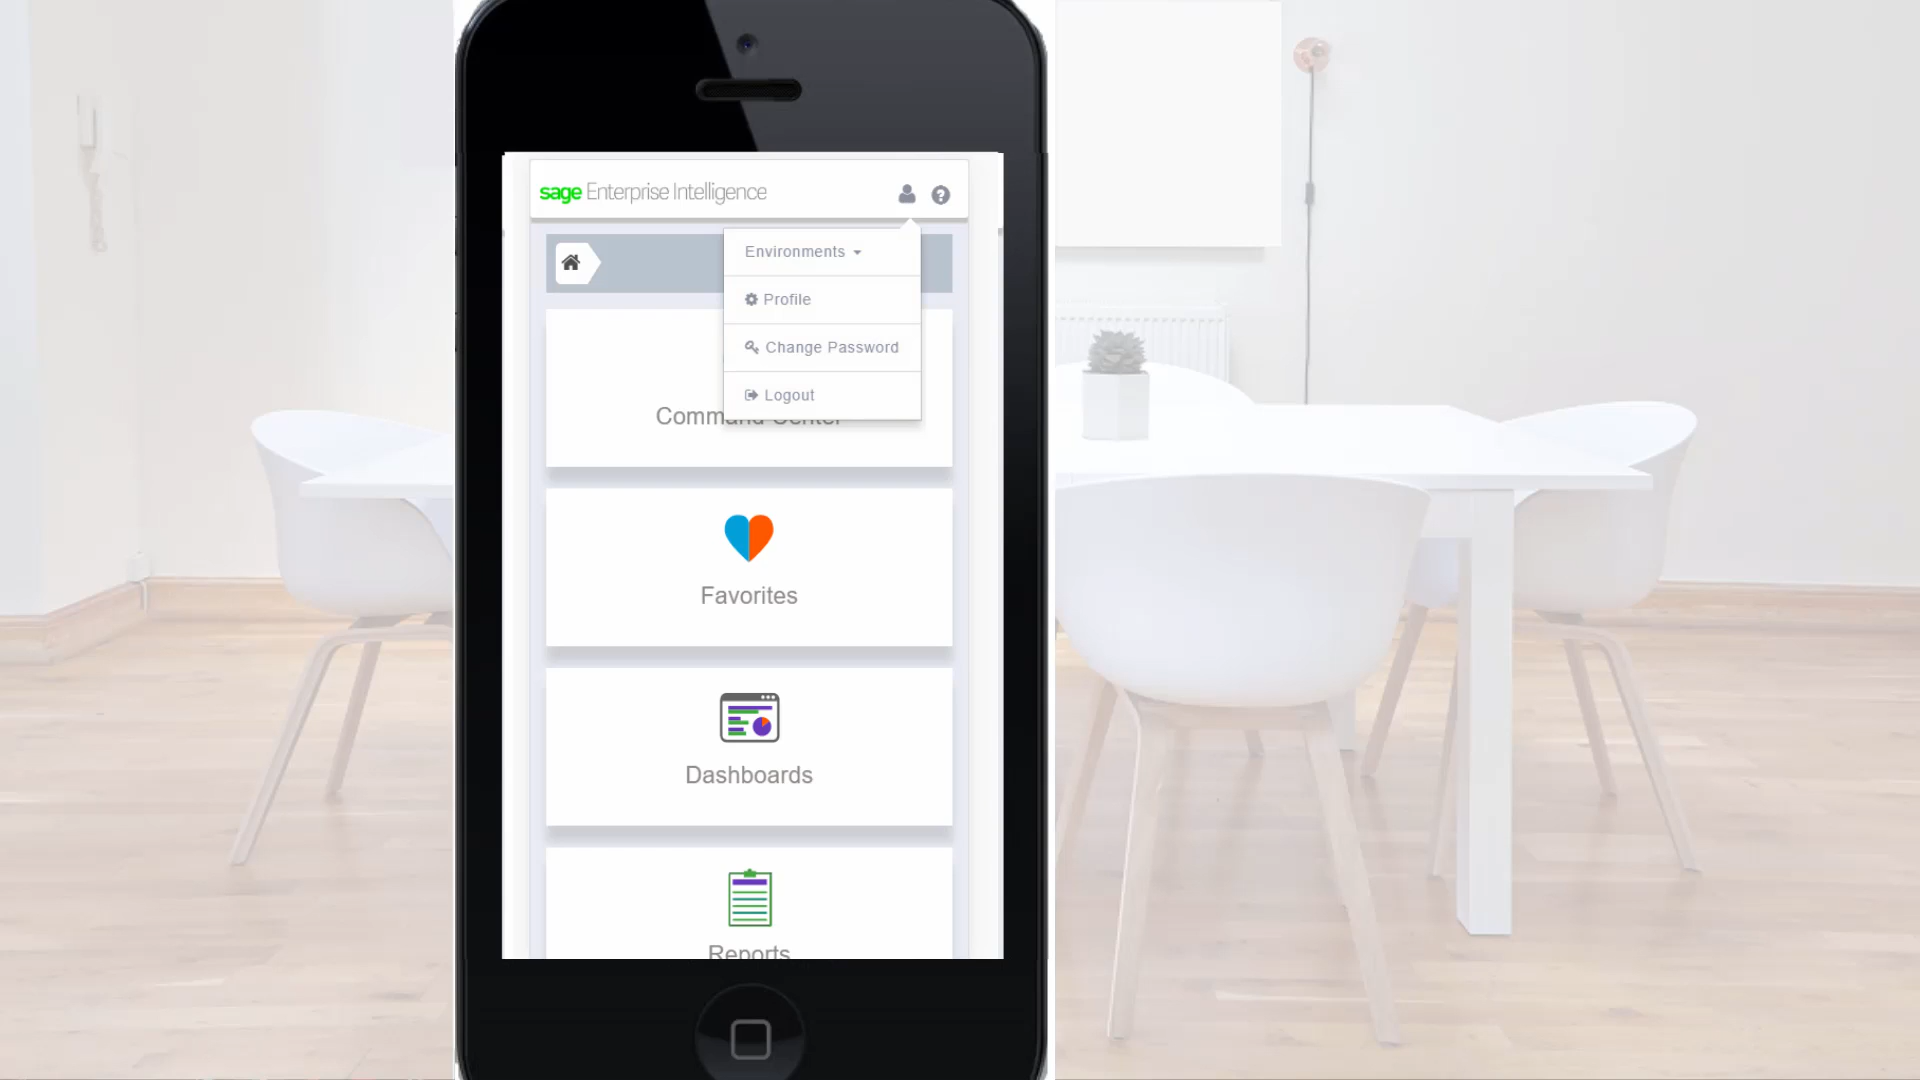 sage Enterprise Intelligence
Environments
Profile
Change Password
Logout
Command Center
Favorites
Dashboards
Reports